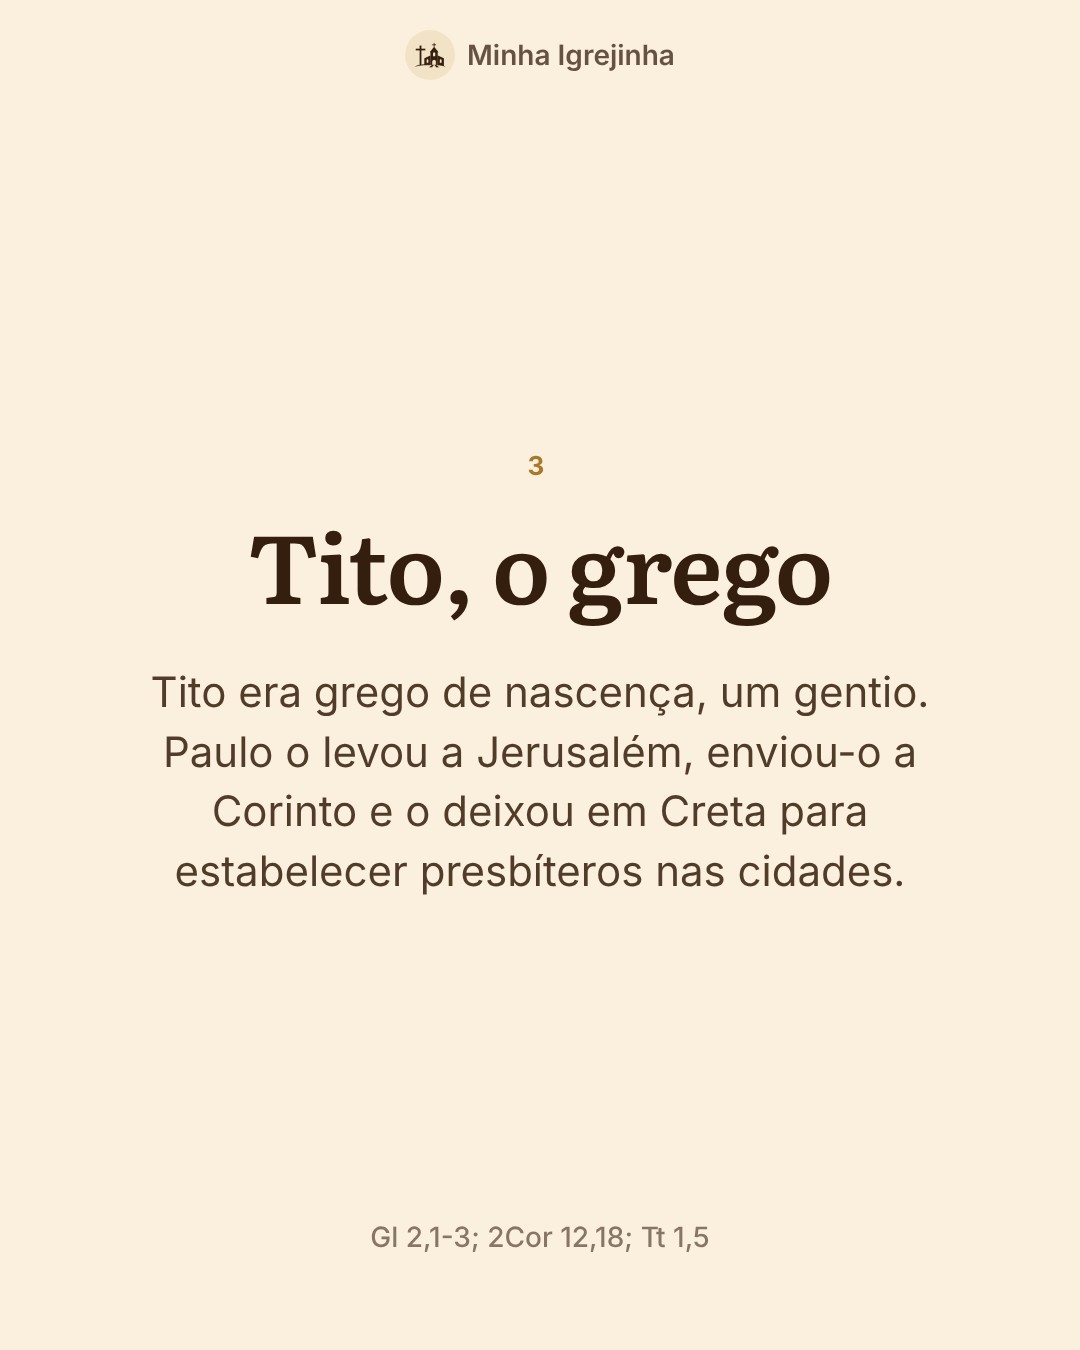 Minha Igrejinha
3
Tito, o grego
Tito era grego de nascença, um gentio.
Paulo o levou a Jerusalém, enviou-o a
Corinto e o deixou em Creta para
estabelecer presbíteros nas cidades.
Gl 2,1-3; 2Cor 12,18; Tt 1,5